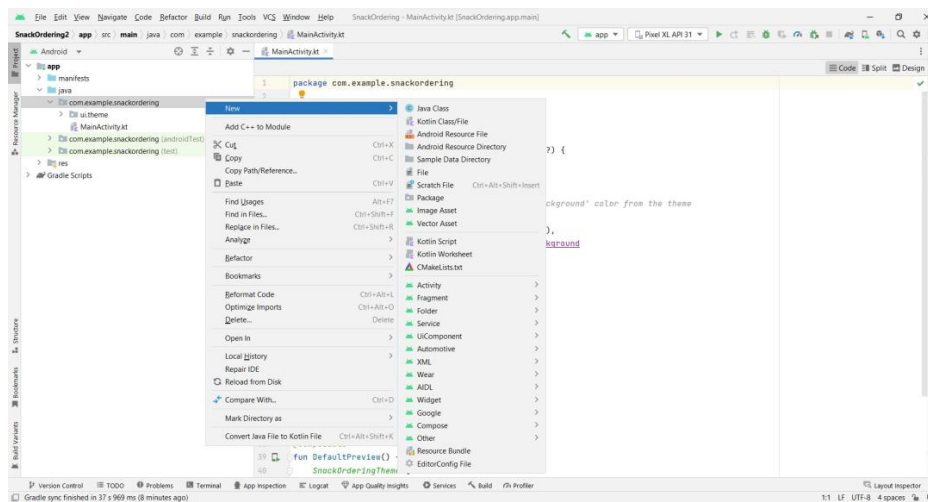 File Edit View Navigate Code Refactor Build Run Tools VCS Window Help SnackOrdering - MainActivity.kt [SnackOrdering.app.main]
SnackOrdering2 app src main java com example snackordering MainActivity.kt app Pixel XL API 31
Project
Android
MainActivity.kt
app
manifests
java
com.example.snackordering
ui.theme
MainActivity.kt
com.example.snackordering (androidTest)
com.example.snackordering (test)
res
Gradle Scripts
Resource Manager
Structure
Bookmarks
Build Variants
Code Split Design
1 package com.example.snackordering
?) {
ckground' color from the theme
),
kground
39 fun DefaultPreview()
40 SnackOrderingTheme
New
Add C++ to Module
Cut Ctrl+X
Copy Ctrl+C
Copy Path/Reference...
Paste Ctrl+V
Find Usages Alt+F7
Find in Files... Ctrl+Shift+F
Replace in Files... Ctrl+Shift+R
Analyze
Refactor
Bookmarks
Reformat Code Ctrl+Alt+L
Optimize Imports Ctrl+Alt+O
Delete... Delete
Open In
Local History
Repair IDE
Reload from Disk
Compare With... Ctrl+D
Mark Directory as
Convert Java File to Kotlin File Ctrl+Alt+Shift+K
Java Class
Kotlin Class/File
Android Resource File
Android Resource Directory
Sample Data Directory
File
Scratch File Ctrl+Alt+Shift+Insert
Package
Image Asset
Vector Asset
Kotlin Script
Kotlin Worksheet
CMakeLists.txt
Activity
Fragment
Folder
Service
UiComponent
Automotive
XML
Wear
AIDL
Widget
Google
Compose
Other
Resource Bundle
EditorConfig File
Version Control TODO Problems Terminal App Inspection Logcat App Quality Insights Services Build Profiler Layout Inspector
Gradle sync finished in 37 s 969 ms (8 minutes ago) 1:1 LF UTF-8 4 spaces